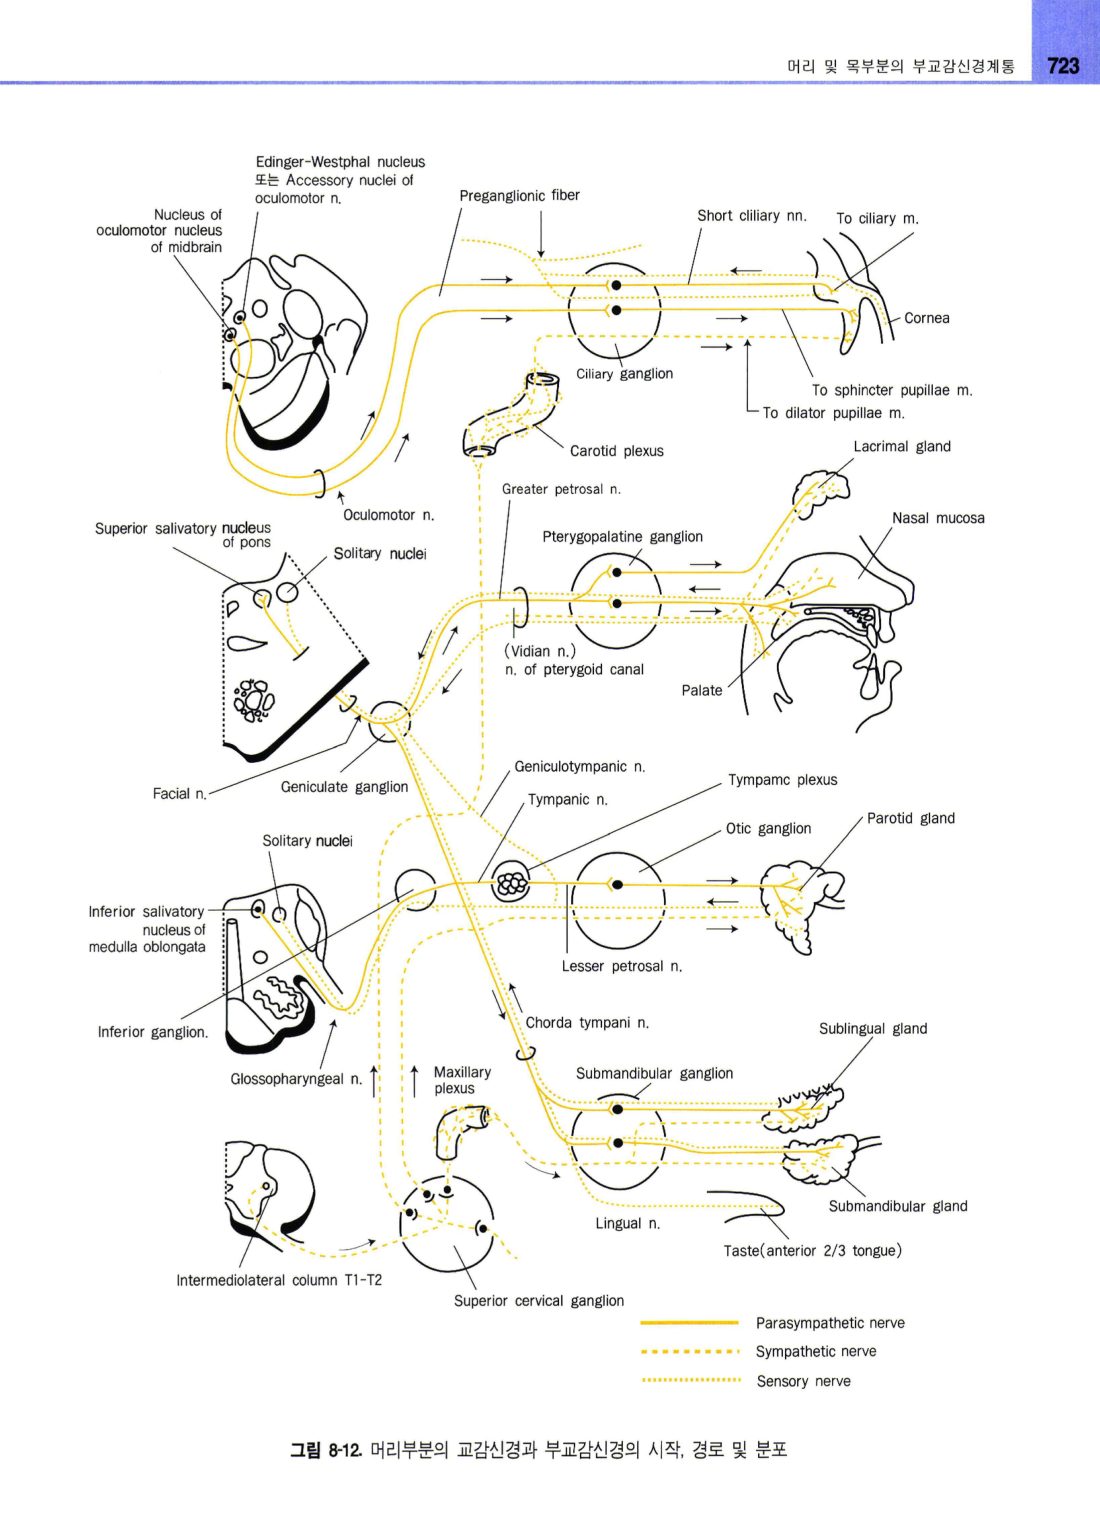 머리 및 목부분의 부교감신경계통 723
Edinger-Westphal nucleus
또는 Accessory nuclei of
oculomotor n.
Nucleus of
oculomotor nucleus
of midbrain
Preganglionic fiber
Short cliliary nn.
To ciliary m.
Cornea
Ciliary ganglion
To sphincter pupillae m.
To dilator pupillae m.
Carotid plexus
Lacrimal gland
Greater petrosal n.
Oculomotor n.
Nasal mucosa
Superior salivatory nucleus
of pons
Solitary nuclei
Pterygopalatine ganglion
(Vidian n.)
n. of pterygoid canal
Palate
Facial n.
Geniculate ganglion
Geniculotympanic n.
Tympamc plexus
Tympanic n.
Otic ganglion
Parotid gland
Solitary nuclei
Inferior salivatory
nucleus of
medulla oblongata
Lesser petrosal n.
Inferior ganglion.
Chorda tympani n.
Sublingual gland
Glossopharyngeal n.
Maxillary
plexus
Submandibular ganglion
Submandibular gland
Lingual n.
Taste(anterior 2/3 tongue)
Intermediolateral column T1-T2
Superior cervical ganglion
Parasympathetic nerve
Sympathetic nerve
Sensory nerve
그림 8-12. 머리부분의 교감신경과 부교감신경의 시작, 경로 및 분포